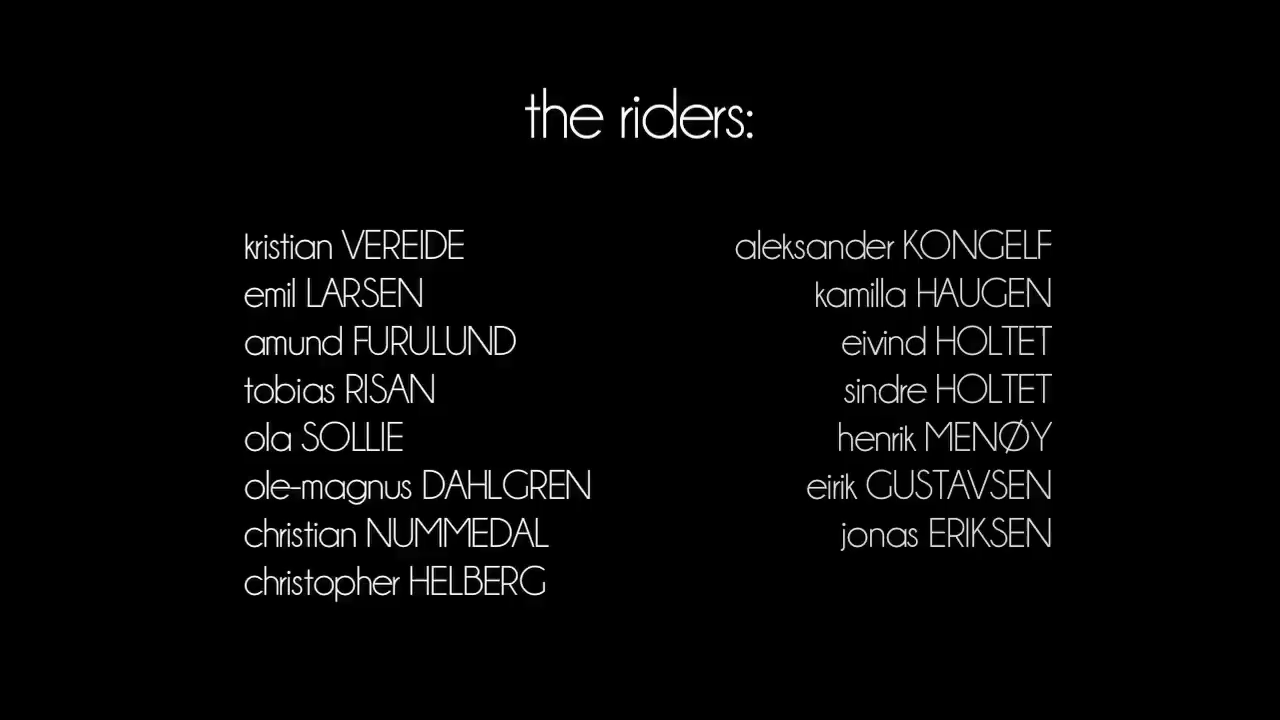 the riders:
kristian VEREIDE
emil LARSEN
amund FURULUND
tobias RISAN
ola SOLLIE
ole-magnus DAHLGREN
christian NUMMEDAL
christopher HELBERG
aleksander KONGELF
kamilla HAUGEN
eivind HOLTET
sindre HOLTET
henrik MENØY
eirik GUSTAVSEN
jonas ERIKSEN